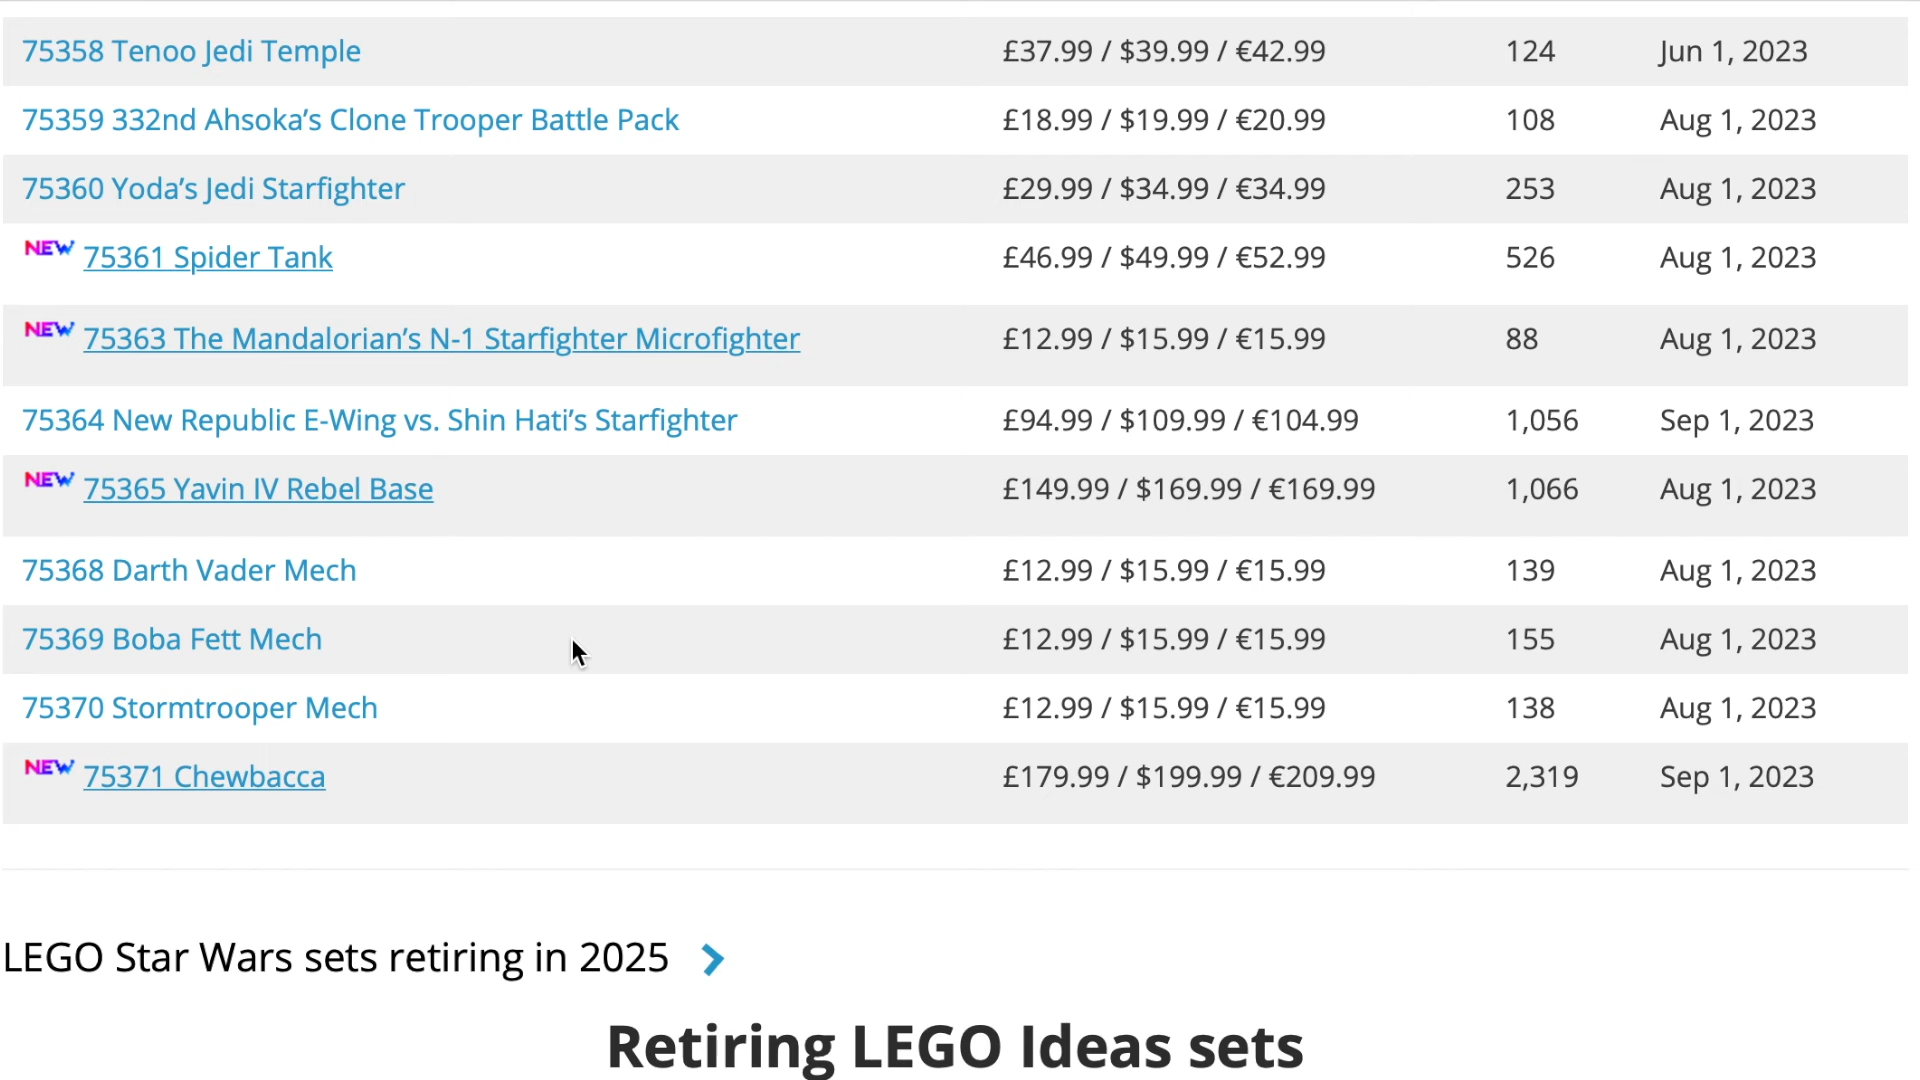 75358 Tenoo Jedi Temple £37.99 / $39.99 / €42.99 124 Jun 1, 2023
75359 332nd Ahsoka’s Clone Trooper Battle Pack £18.99 / $19.99 / €20.99 108 Aug 1, 2023
75360 Yoda’s Jedi Starfighter £29.99 / $34.99 / €34.99 253 Aug 1, 2023
NEW 75361 Spider Tank £46.99 / $49.99 / €52.99 526 Aug 1, 2023
NEW 75363 The Mandalorian’s N-1 Starfighter Microfighter £12.99 / $15.99 / €15.99 88 Aug 1, 2023
75364 New Republic E-Wing vs. Shin Hati’s Starfighter £94.99 / $109.99 / €104.99 1,056 Sep 1, 2023
NEW 75365 Yavin IV Rebel Base £149.99 / $169.99 / €169.99 1,066 Aug 1, 2023
75368 Darth Vader Mech £12.99 / $15.99 / €15.99 139 Aug 1, 2023
75369 Boba Fett Mech £12.99 / $15.99 / €15.99 155 Aug 1, 2023
75370 Stormtrooper Mech £12.99 / $15.99 / €15.99 138 Aug 1, 2023
NEW 75371 Chewbacca £179.99 / $199.99 / €209.99 2,319 Sep 1, 2023
LEGO Star Wars sets retiring in 2025
Retiring LEGO Ideas sets